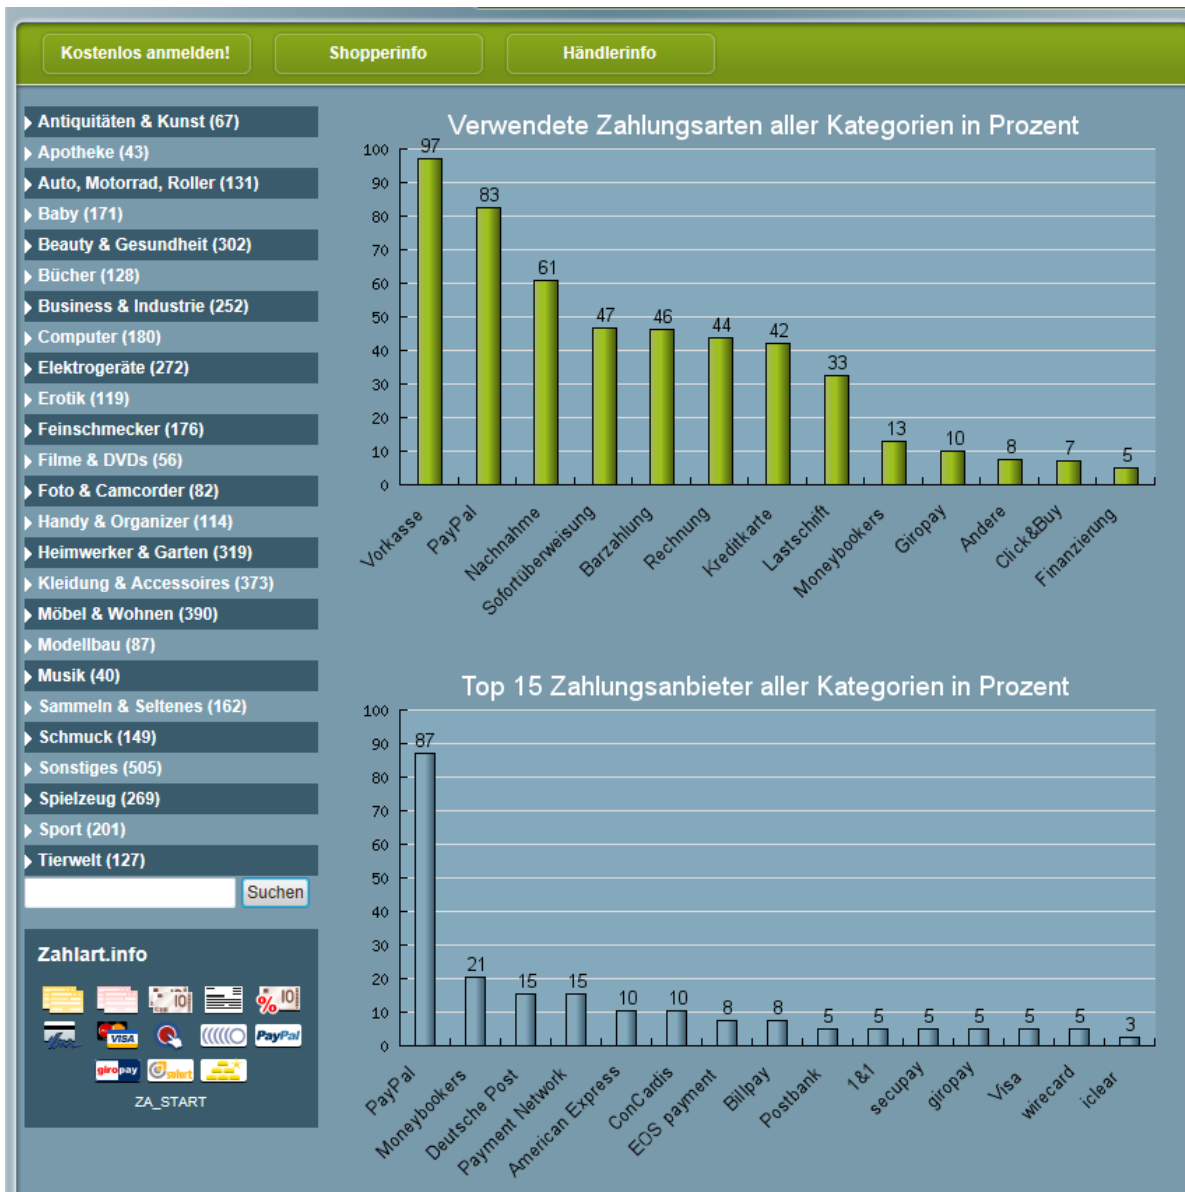 Kostenlos anmelden!
Shopperinfo
Händlerinfo
Antiquitäten & Kunst (67)
Apotheke (43)
Auto, Motorrad, Roller (131)
Baby (171)
Beauty & Gesundheit (302)
Bücher (128)
Business & Industrie (252)
Computer (180)
Elektrogeräte (272)
Erotik (119)
Feinschmecker (176)
Filme & DVDs (56)
Foto & Camcorder (82)
Handy & Organizer (114)
Heimwerker & Garten (319)
Kleidung & Accessoires (373)
Möbel & Wohnen (390)
Modellbau (87)
Musik (40)
Sammeln & Seltenes (162)
Schmuck (149)
Sonstiges (505)
Spielzeug (269)
Sport (201)
Tierwelt (127)
Suchen
Zahlart.info
10
% 10
VISA
PayPal
giropay
sofort
ZA_START
Verwendete Zahlungsarten aller Kategorien in Prozent
100
90
80
70
60
50
40
30
20
10
0
97
83
61
47
46
44
42
33
13
10
8
7
5
Vorkasse
PayPal
Nachnahme
Sofortüberweisung
Barzahlung
Rechnung
Kreditkarte
Lastschrift
Moneybookers
Giropay
Andere
Click&Buy
Finanzierung
Top 15 Zahlungsanbieter aller Kategorien in Prozent
100
90
80
70
60
50
40
30
20
10
0
87
21
15
15
10
10
8
8
5
5
5
5
5
5
3
PayPal
Moneybookers
Deutsche Post
Payment Network
American Express
ConCardis
EOS payment
Billpay
Postbank
1&1
secupay
giropay
Visa
wirecard
iclear